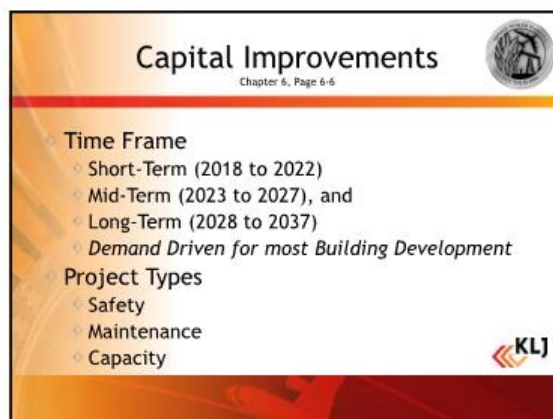 Capital Improvements
Chapter 6, Page 6-6
Time Frame
Short-Term (2018 to 2022)
Mid-Term (2023 to 2027), and
Long-Term (2028 to 2037)
Demand Driven for most Building Development
Project Types
Safety
Maintenance
Capacity
KLJ